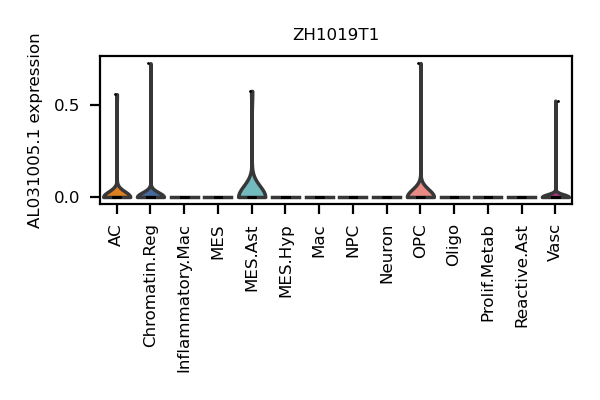 ZH1019T1
AL031005.1 expression
0.5
0.0
AC
Chromatin.Reg
Inflammatory.Mac
MES
MES.Ast
MES.Hyp
Mac
NPC
Neuron
OPC
Oligo
Prolif.Metab
Reactive.Ast
Vasc